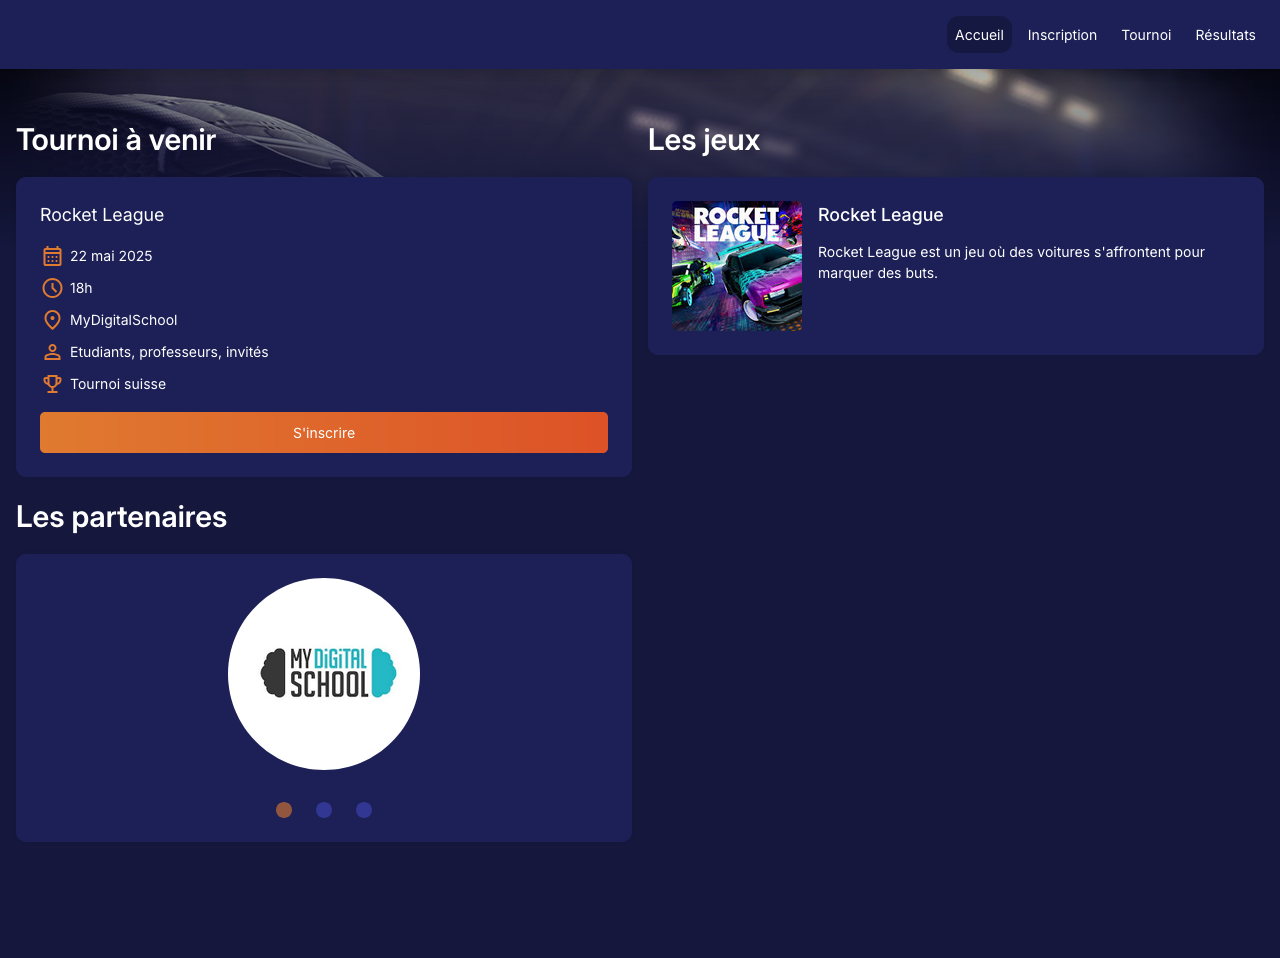 Accueil
Inscription
Tournoi
Résultats
Tournoi à venir
Rocket League
22 mai 2025
18h
MyDigitalSchool
Etudiants, professeurs, invités
Tournoi suisse
S'inscrire
Les partenaires
MY DiGiTAL
SCHOOL
Les jeux
ROCKET
LEAGUE
Rocket League
Rocket League est un jeu où des voitures s'affrontent pour
marquer des buts.